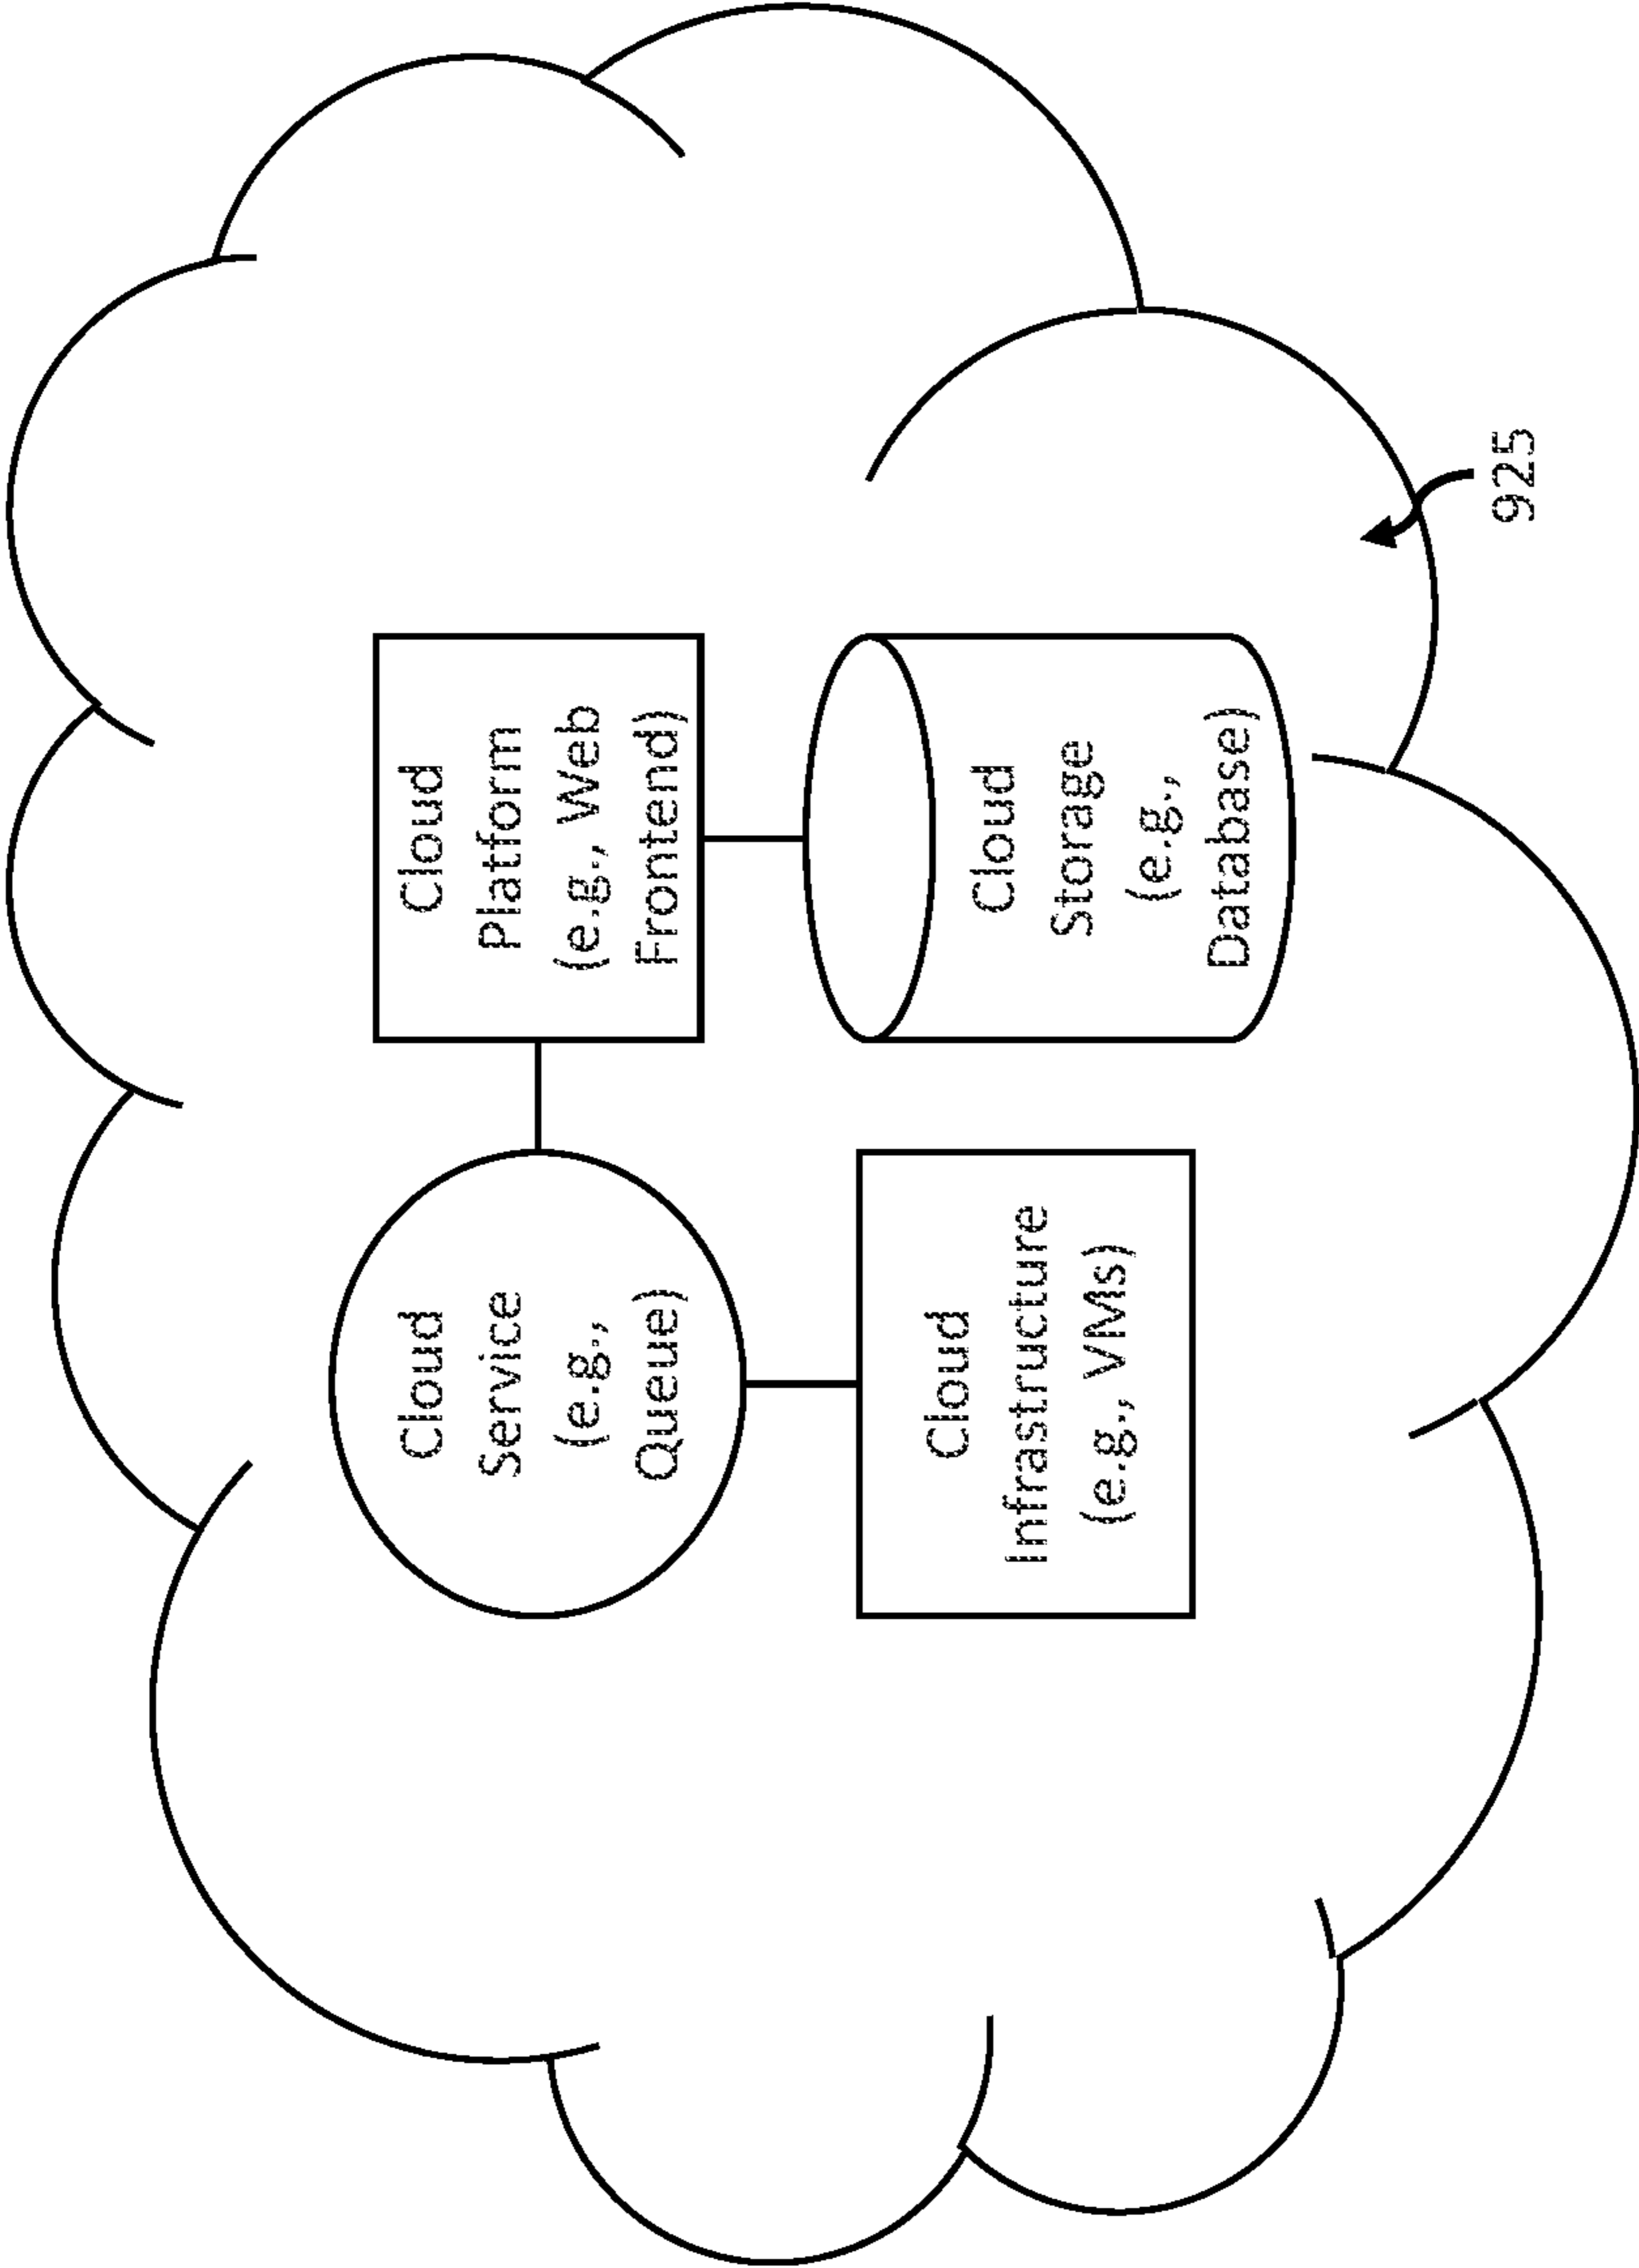 Cloud
Service
(e.g.,
Queue)
Cloud
Platform
(e.g., Web
Frontend)
Cloud
Infrastructure
(e.g., VMs)
Cloud
Storage
(e.g.,
Database)
925